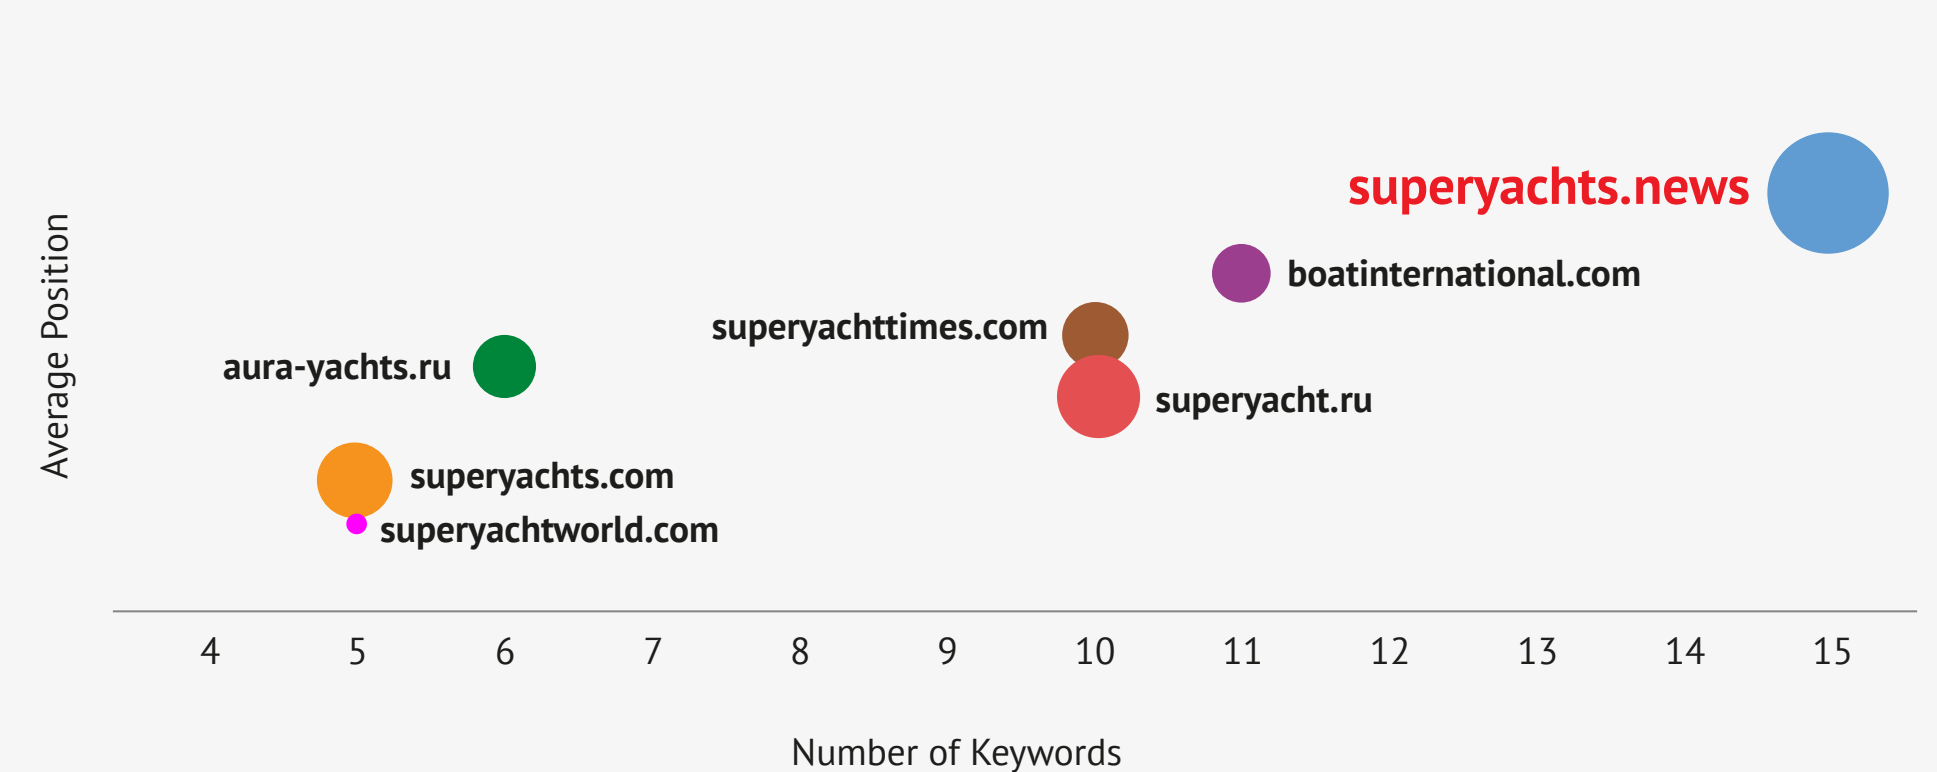 superyachts.news
boatinternational.com
superyachttimes.com
aura-yachts.ru
superyacht.ru
superyachts.com
superyachtworld.com
Average Position
4 5 6 7 8 9 10 11 12 13 14 15
Number of Keywords